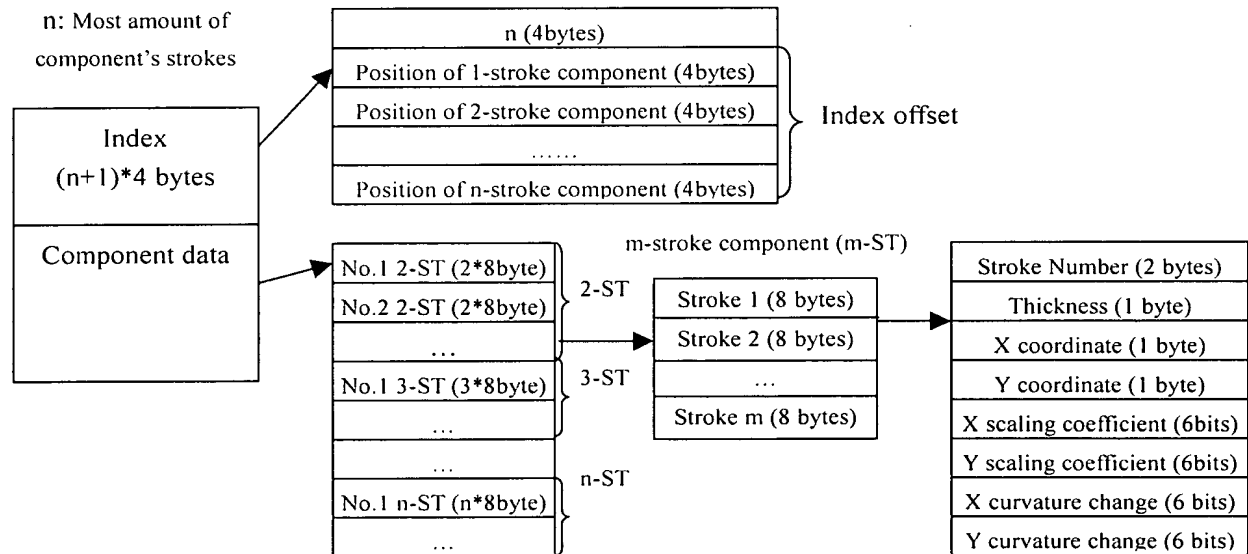 n: Most amount of
component's strokes
Index
(n+1)*4 bytes
Component data
n (4bytes)
Position of 1-stroke component (4bytes)
Position of 2-stroke component (4bytes)
......
Position of n-stroke component (4bytes)
Index offset
No.1 2-ST (2*8byte)
No.2 2-ST (2*8byte)
...
No.1 3-ST (3*8byte)
...
...
No.1 n-ST (n*8byte)
...
2-ST
3-ST
n-ST
m-stroke component (m-ST)
Stroke 1 (8 bytes)
Stroke 2 (8 bytes)
...
Stroke m (8 bytes)
Stroke Number (2 bytes)
Thickness (1 byte)
X coordinate (1 byte)
Y coordinate (1 byte)
X scaling coefficient (6bits)
Y scaling coefficient (6bits)
X curvature change (6 bits)
Y curvature change (6 bits)